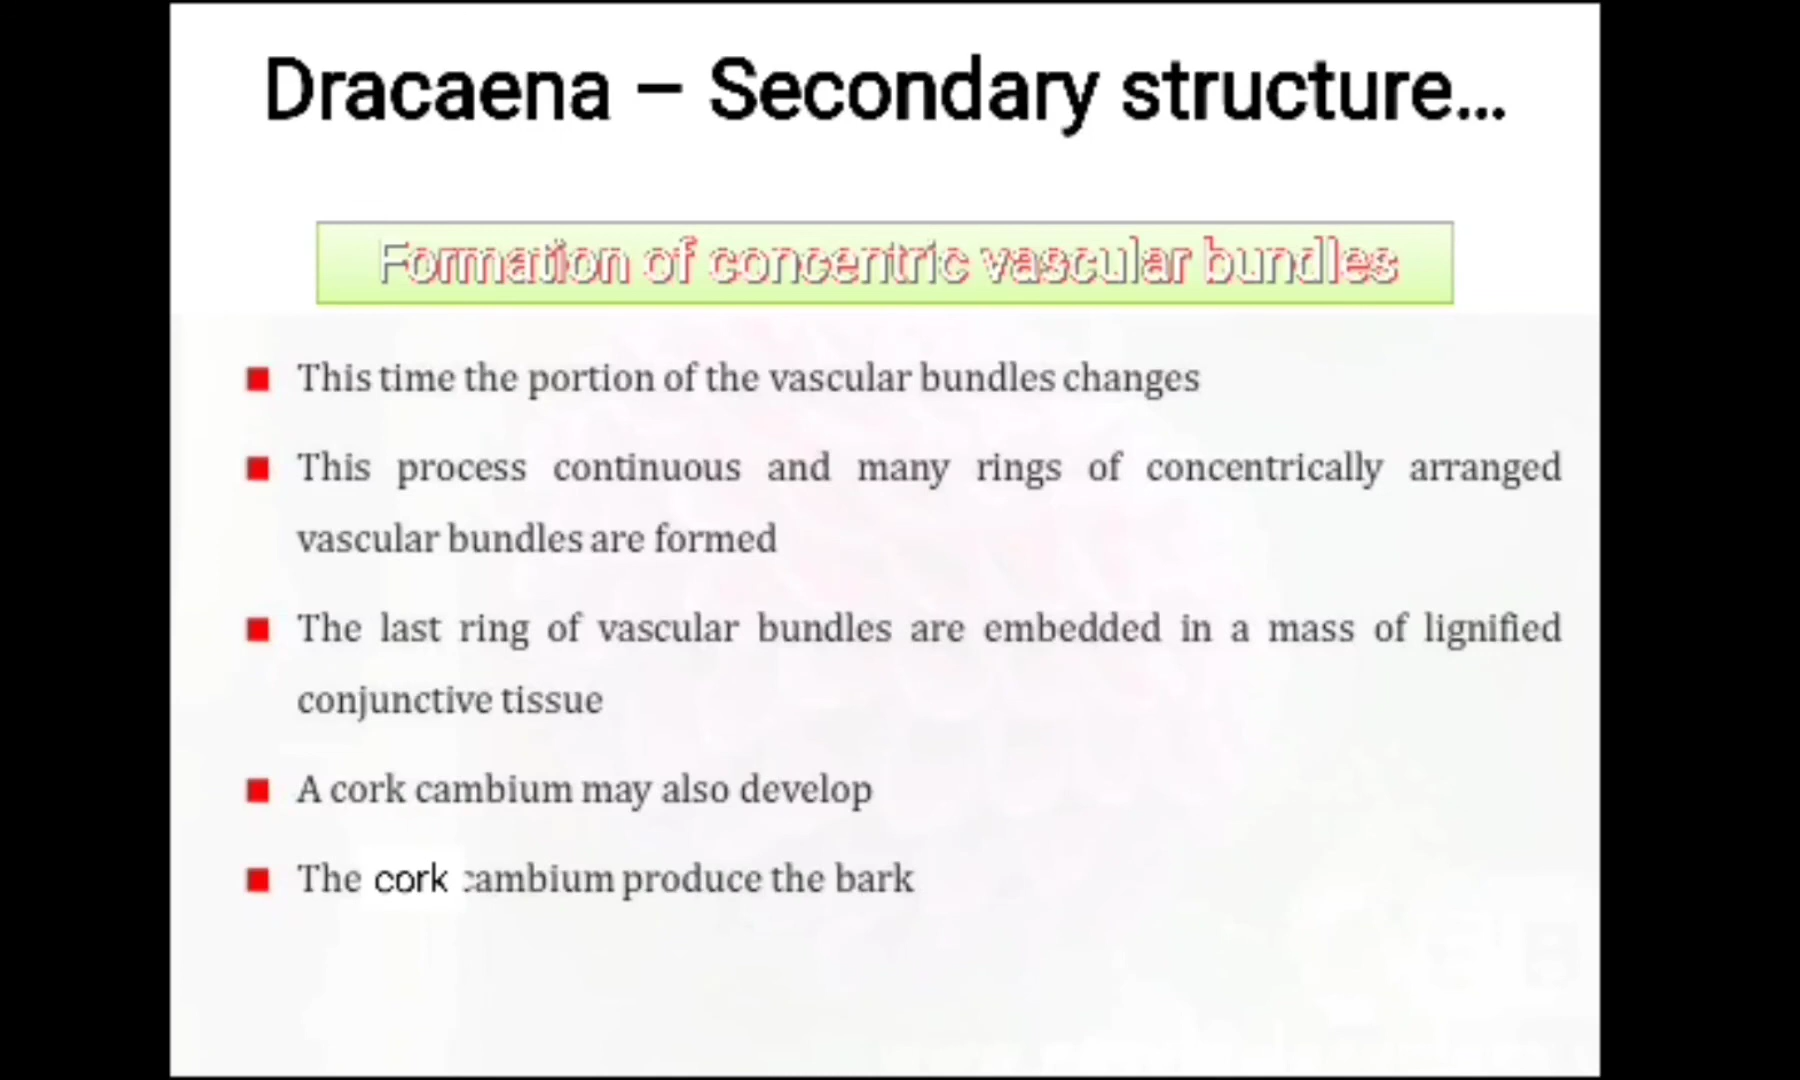 Dracaena – Secondary structure...
Formation of concentric vascular bundles
This time the portion of the vascular bundles changes
This process continuous and many rings of concentrically arranged
vascular bundles are formed
The last ring of vascular bundles are embedded in a mass of lignified
conjunctive tissue
A cork cambium may also develop
The cork cambium produce the bark